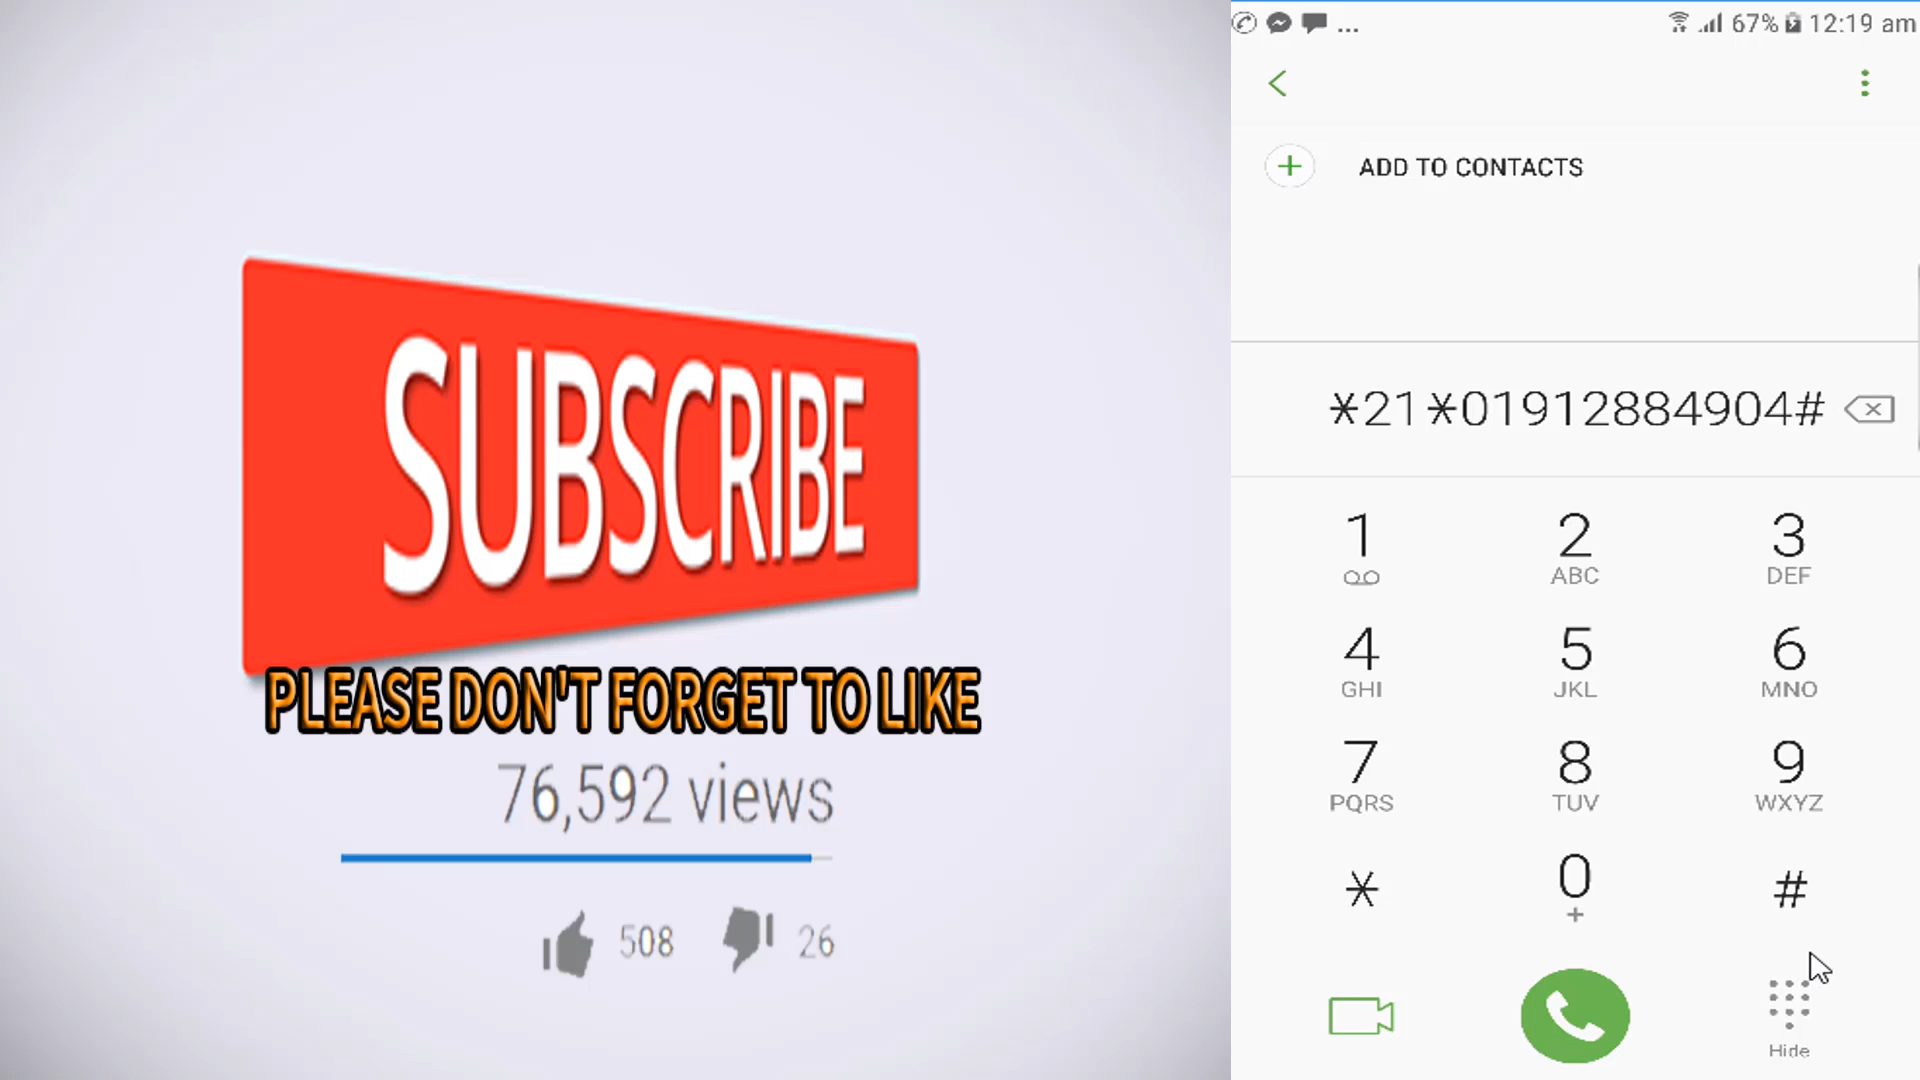 SUBSCRIBE
PLEASE DON'T FORGET TO LIKE
76,592 views
508 26
... 67% 12:19 am
ADD TO CONTACTS
*21*01912884904#
1 2 3
ABC DEF
4 5 6
GHI JKL MNO
7 8 9
PQRS TUV WXYZ
* 0 #
+
Hide